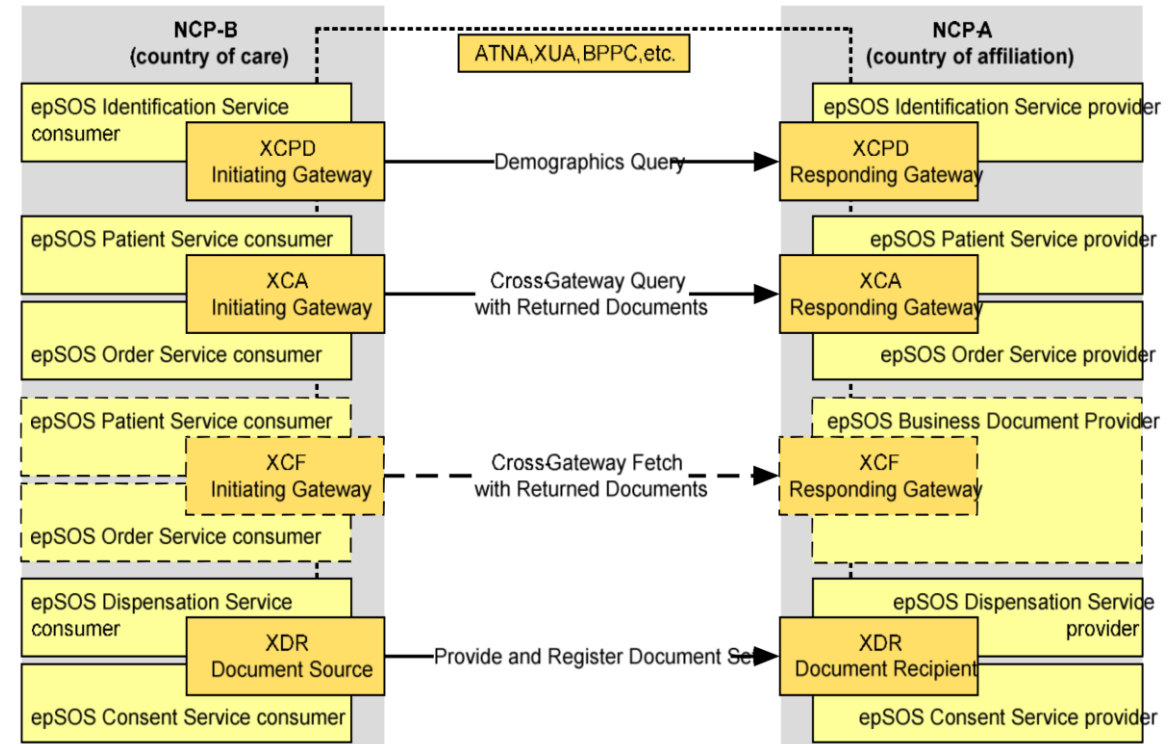 NCP-B
(country of care)
ATNA,XUA,BPPC,etc.
NCP-A
(country of affiliation)
epSOS Identification Service
consumer
XCPD
Initiating Gateway
Demographics Query
epSOS Identification Service provider
XCPD
Responding Gateway
epSOS Patient Service consumer
XCA
Initiating Gateway
epSOS Order Service consumer
Cross-Gateway Query
with Returned Documents
epSOS Patient Service provider
XCA
Responding Gateway
epSOS Order Service provider
epSOS Patient Service consumer
XCF
Initiating Gateway
epSOS Order Service consumer
Cross-Gateway Fetch
with Returned Documents
epSOS Business Document Provider
XCF
Responding Gateway
epSOS Dispensation Service
consumer
XDR
Document Source
epSOS Consent Service consumer
Provide and Register Document Set
epSOS Dispensation Service
provider
XDR
Document Recipient
epSOS Consent Service provider